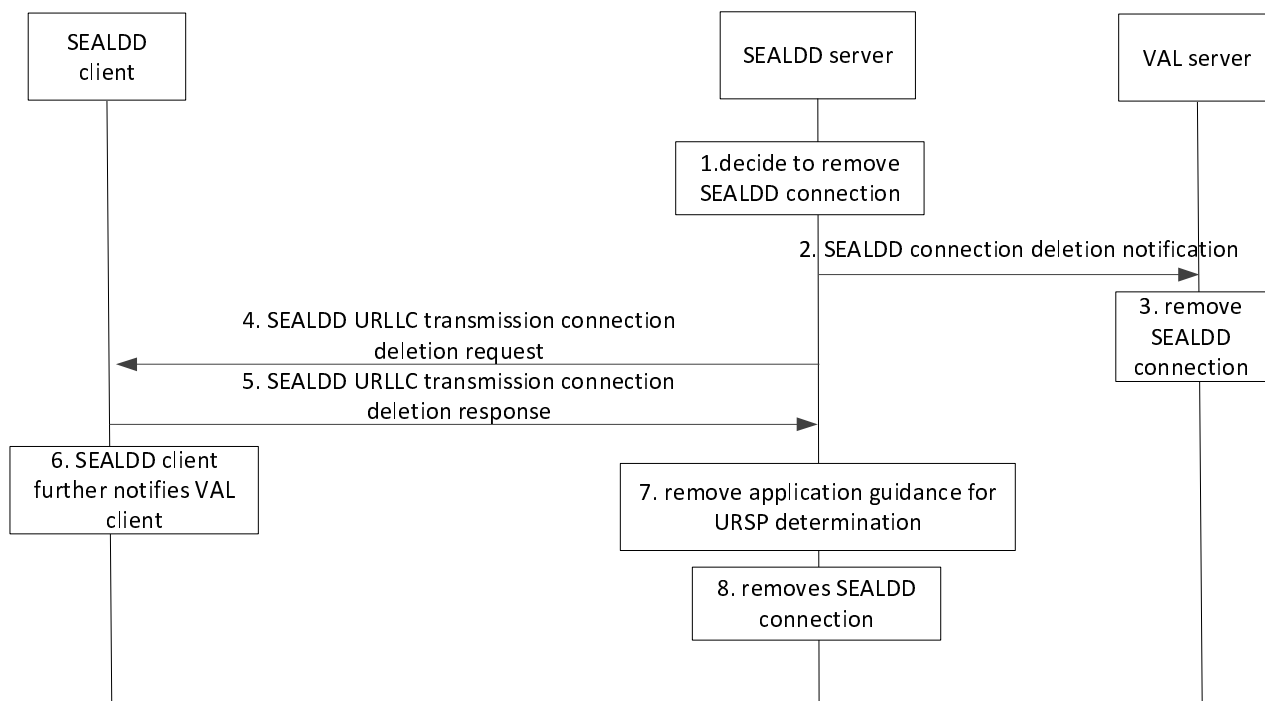 SEALDD
client
SEALDD server
VAL server
1.decide to remove
SEALDD connection
2. SEALDD connection deletion notification
3. remove
SEALDD
connection
4. SEALDD URLLC transmission connection
deletion request
5. SEALDD URLLC transmission connection
deletion response
6. SEALDD client
further notifies VAL
client
7. remove application guidance for
URSP determination
8. removes SEALDD
connection